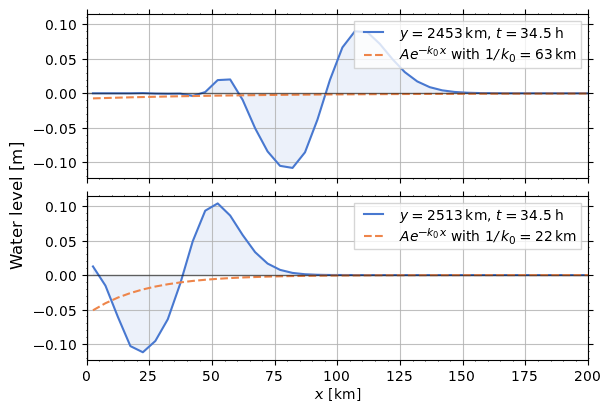 0.10
0.05
0.00
−0.05
−0.10
y = 2453 km, t = 34.5 h
Ae^{−k₀x} with 1/k₀ = 63 km
Water level [m]
0.10
0.05
0.00
−0.05
−0.10
y = 2513 km, t = 34.5 h
Ae^{−k₀x} with 1/k₀ = 22 km
0 25 50 75 100 125 150 175 200
x [km]